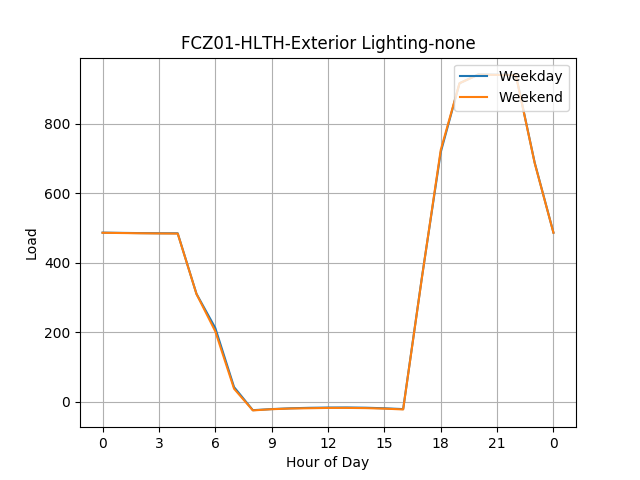 FCZ01-HLTH-Exterior Lighting-none
Weekday
Weekend
800
600
400
200
0
Load
0 3 6 9 12 15 18 21 0
Hour of Day